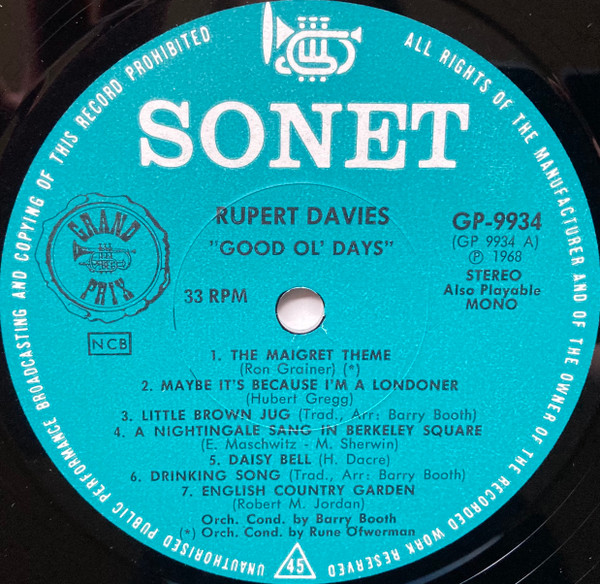 SONET
RUPERT DAVIES
"GOOD OL' DAYS"
33 RPM
GP-9934
(GP 9934 A)
Ⓟ 1968
STEREO
Also Playable
MONO
GRAND
PRIX
NCB
1. THE MAIGRET THEME
(Ron Grainer) (*)
2. MAYBE IT'S BECAUSE I'M A LONDONER
(Hubert Gregg)
3. LITTLE BROWN JUG (Trad., Arr: Barry Booth)
4. A NIGHTINGALE SANG IN BERKELEY SQUARE
(E. Maschwitz - M. Sherwin)
5. DAISY BELL (H. Dacre)
6. DRINKING SONG (Trad., Arr: Barry Booth)
7. ENGLISH COUNTRY GARDEN
(Robert M. Jordan)
Orch. Cond. by Barry Booth
(*) Orch. Cond. by Rune Öfwerman
45
ALL RIGHTS OF THE MANUFACTURER AND OF THE OWNER OF THE RECORDED WORK RESERVED
UNAUTHORISED PUBLIC PERFORMANCE BROADCASTING AND COPYING OF THIS RECORD PROHIBITED